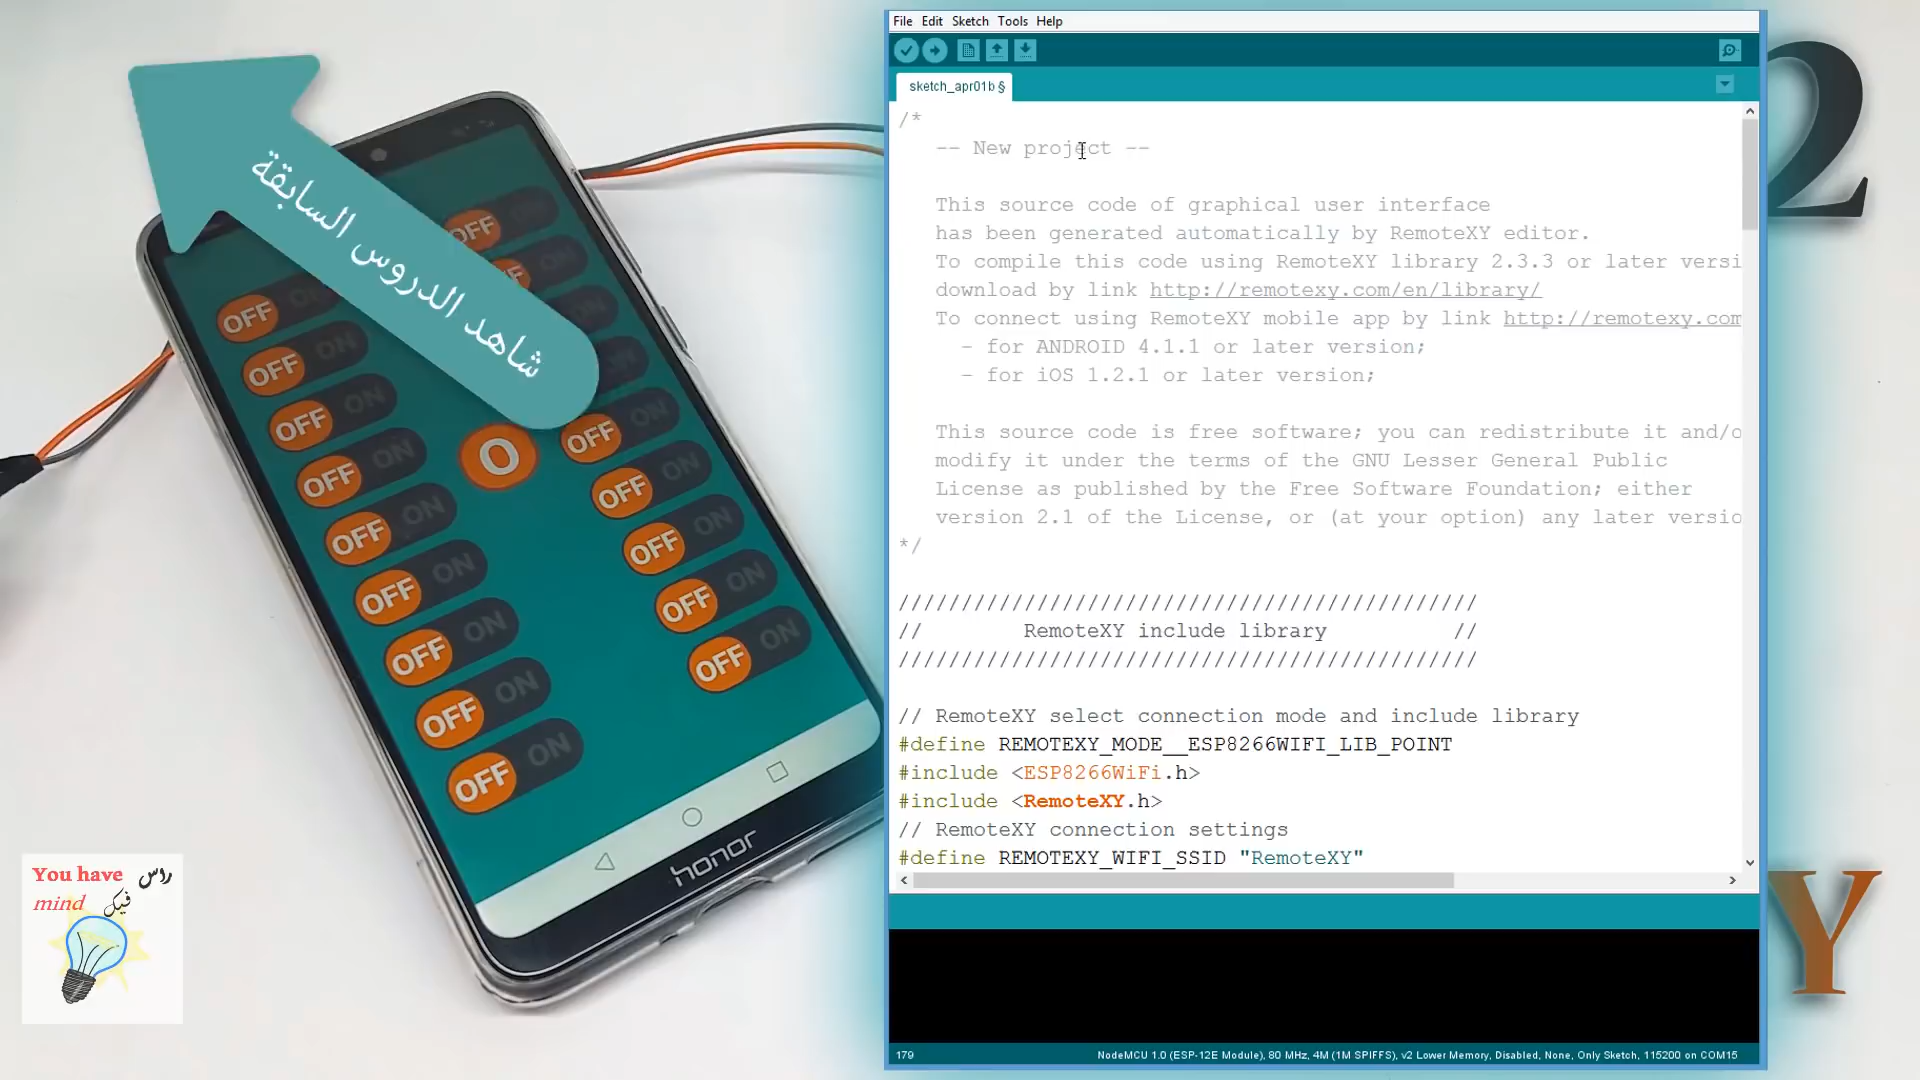 شاهد الدروس السابقة
OFF ON
OFF ON
OFF ON
OFF ON
OFF ON
OFF ON
OFF ON
OFF ON
OFF ON
OFF
O
OFF ON
OFF ON
OFF ON
OFF ON
OFF ON
honor
You have
mind
راس
فيك
2
Y
File Edit Sketch Tools Help
sketch_apr01b §
/*
-- New project --
This source code of graphical user interface
has been generated automatically by RemoteXY editor.
To compile this code using RemoteXY library 2.3.3 or later versi
download by link http://remotexy.com/en/library/
To connect using RemoteXY mobile app by link http://remotexy.com
- for ANDROID 4.1.1 or later version;
- for iOS 1.2.1 or later version;
This source code is free software; you can redistribute it and/o
modify it under the terms of the GNU Lesser General Public
License as published by the Free Software Foundation; either
version 2.1 of the License, or (at your option) any later versio
*/
//////////////////////////////////////////////
// RemoteXY include library //
//////////////////////////////////////////////
// RemoteXY select connection mode and include library
#define REMOTEXY_MODE__ESP8266WIFI_LIB_POINT
#include <ESP8266WiFi.h>
#include <RemoteXY.h>
// RemoteXY connection settings
#define REMOTEXY_WIFI_SSID "RemoteXY"
179
NodeMCU 1.0 (ESP-12E Module), 80 MHz, 4M (1M SPIFFS), v2 Lower Memory, Disabled, None, Only Sketch, 115200 on COM15